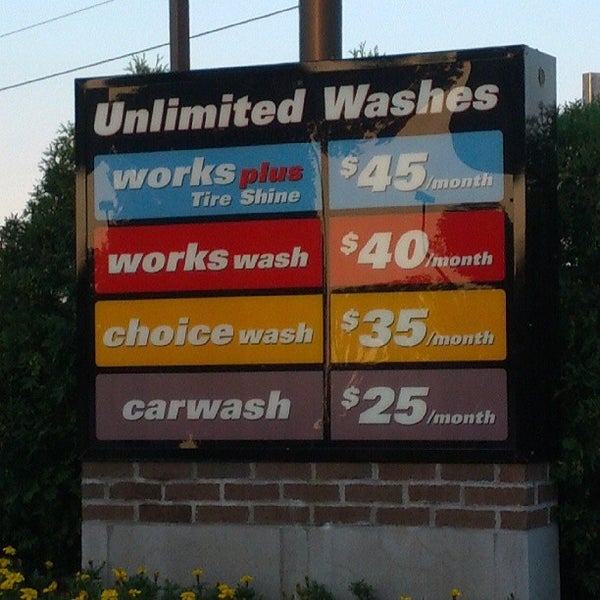 Unlimited Washes
works plus
Tire Shine
$45/month
works wash
$40/month
choice wash
$35/month
carwash
$25/month